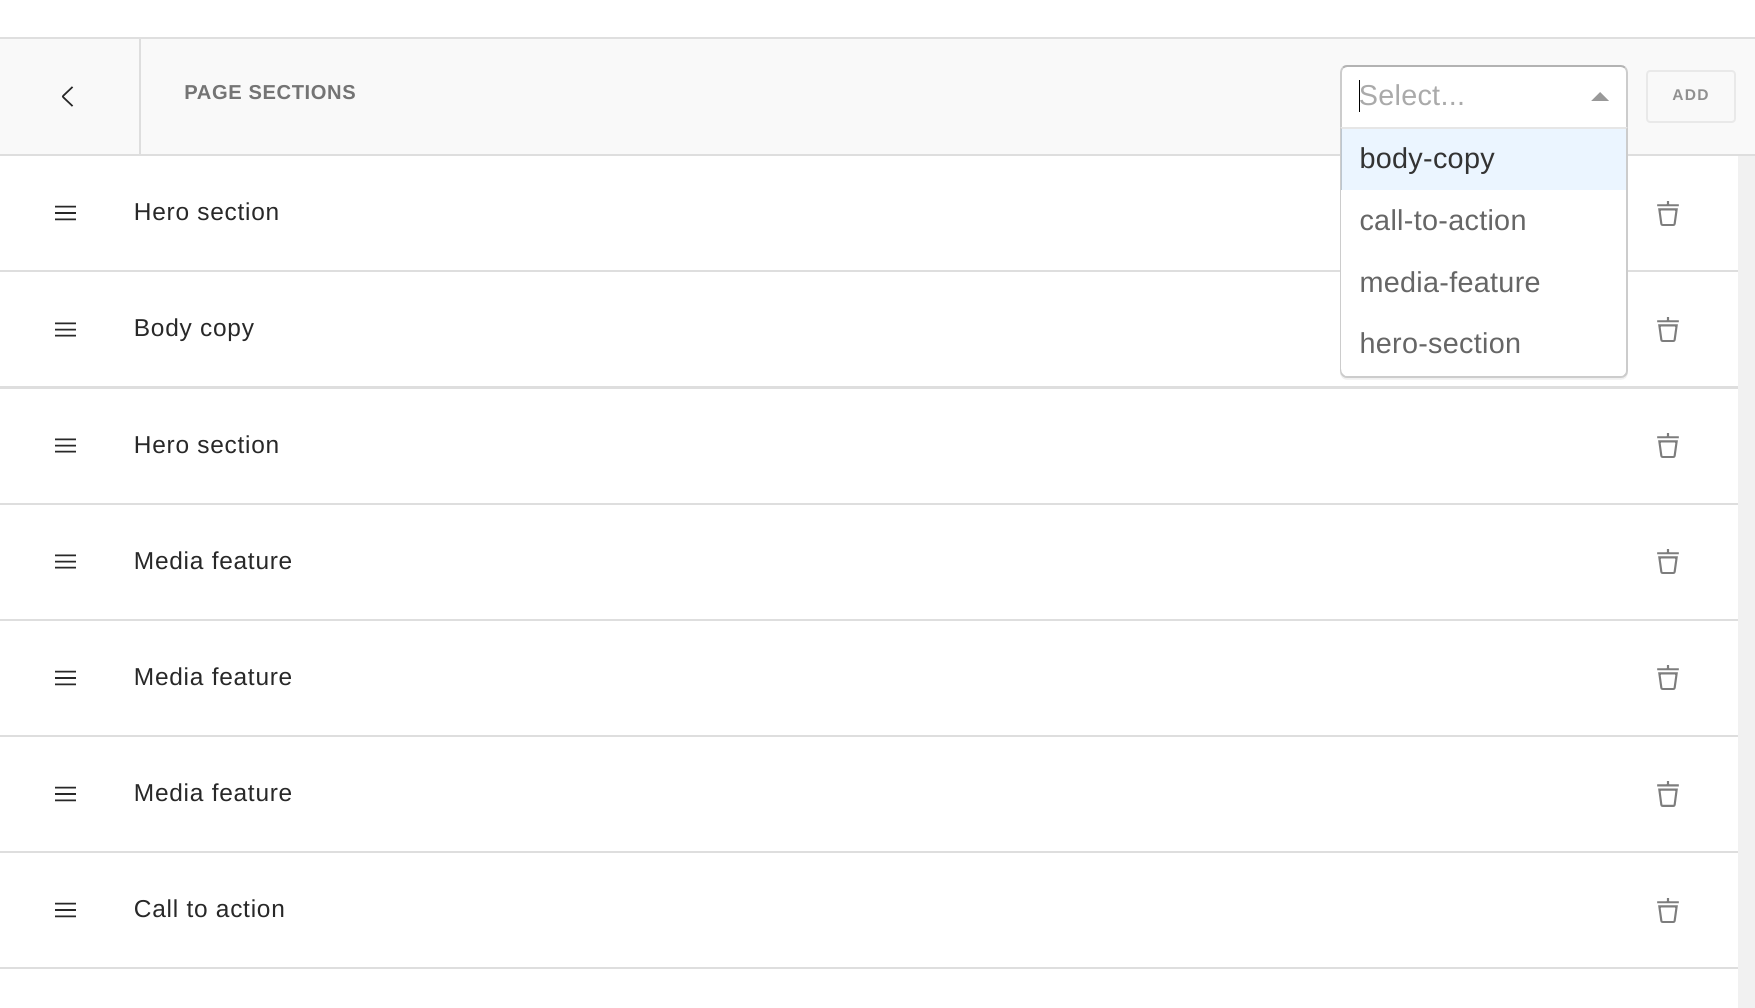 PAGE SECTIONS
Select...
ADD
body-copy
call-to-action
media-feature
hero-section
Hero section
Body copy
Hero section
Media feature
Media feature
Media feature
Call to action